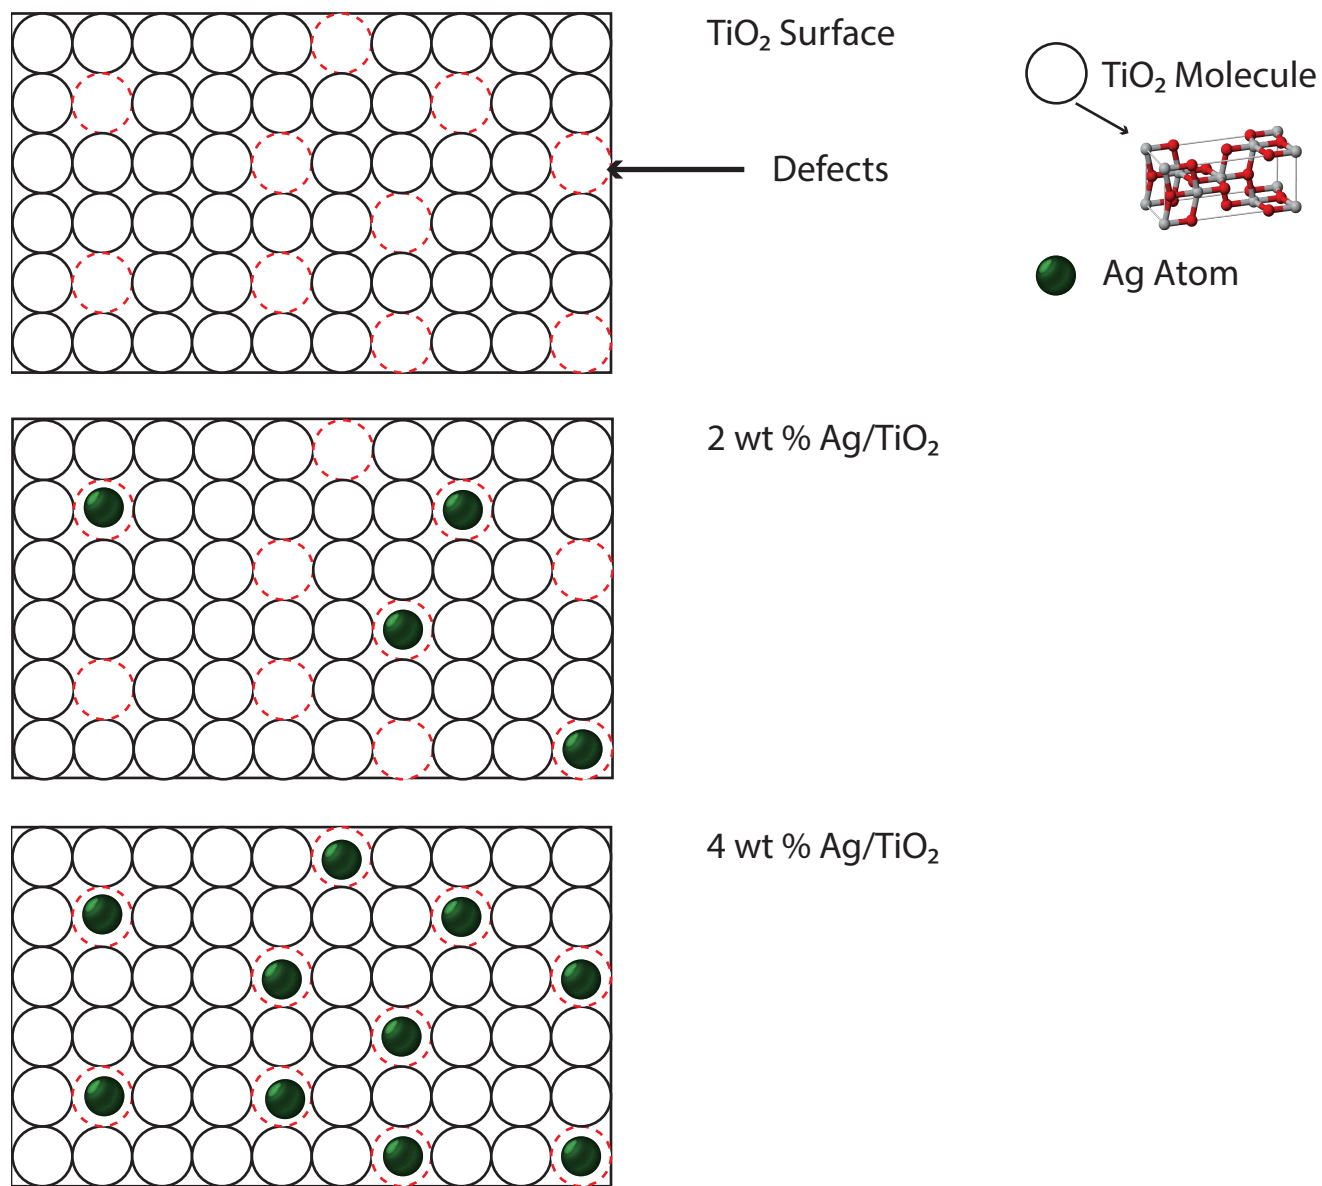 TiO₂ Surface
TiO₂ Molecule
Defects
Ag Atom
2 wt % Ag/TiO₂
4 wt % Ag/TiO₂